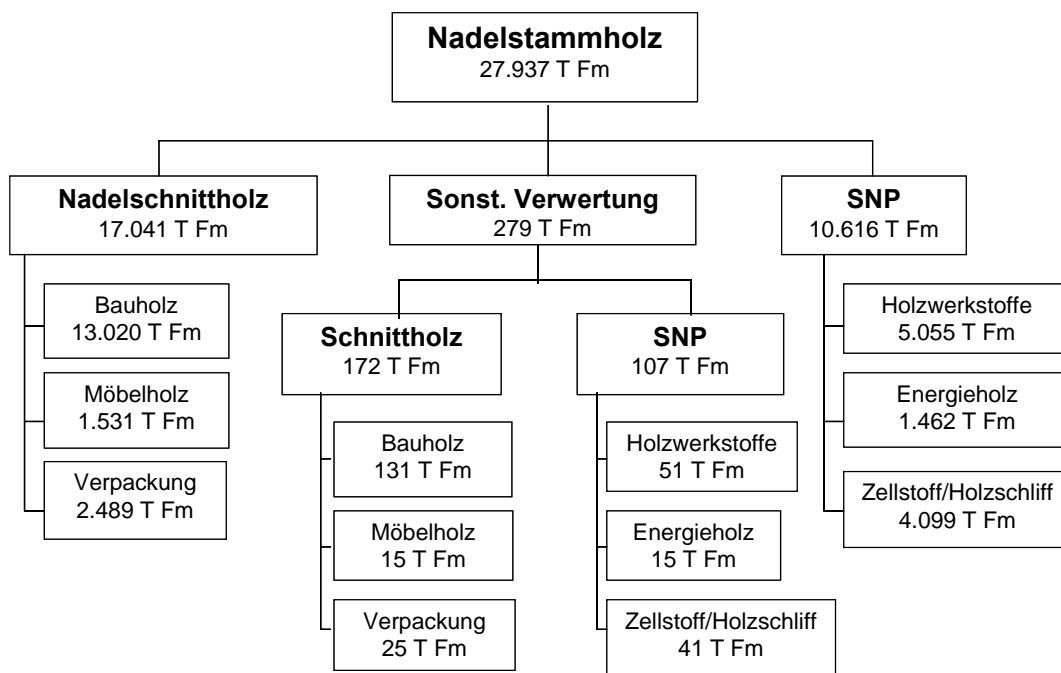 Nadelstammholz
27.937 T Fm
Nadelschnittholz
17.041 T Fm
Sonst. Verwertung
279 T Fm
SNP
10.616 T Fm
Bauholz
13.020 T Fm
Möbelholz
1.531 T Fm
Verpackung
2.489 T Fm
Schnittholz
172 T Fm
Bauholz
131 T Fm
Möbelholz
15 T Fm
Verpackung
25 T Fm
SNP
107 T Fm
Holzwerkstoffe
51 T Fm
Energieholz
15 T Fm
Zellstoff/Holzschliff
41 T Fm
Holzwerkstoffe
5.055 T Fm
Energieholz
1.462 T Fm
Zellstoff/Holzschliff
4.099 T Fm